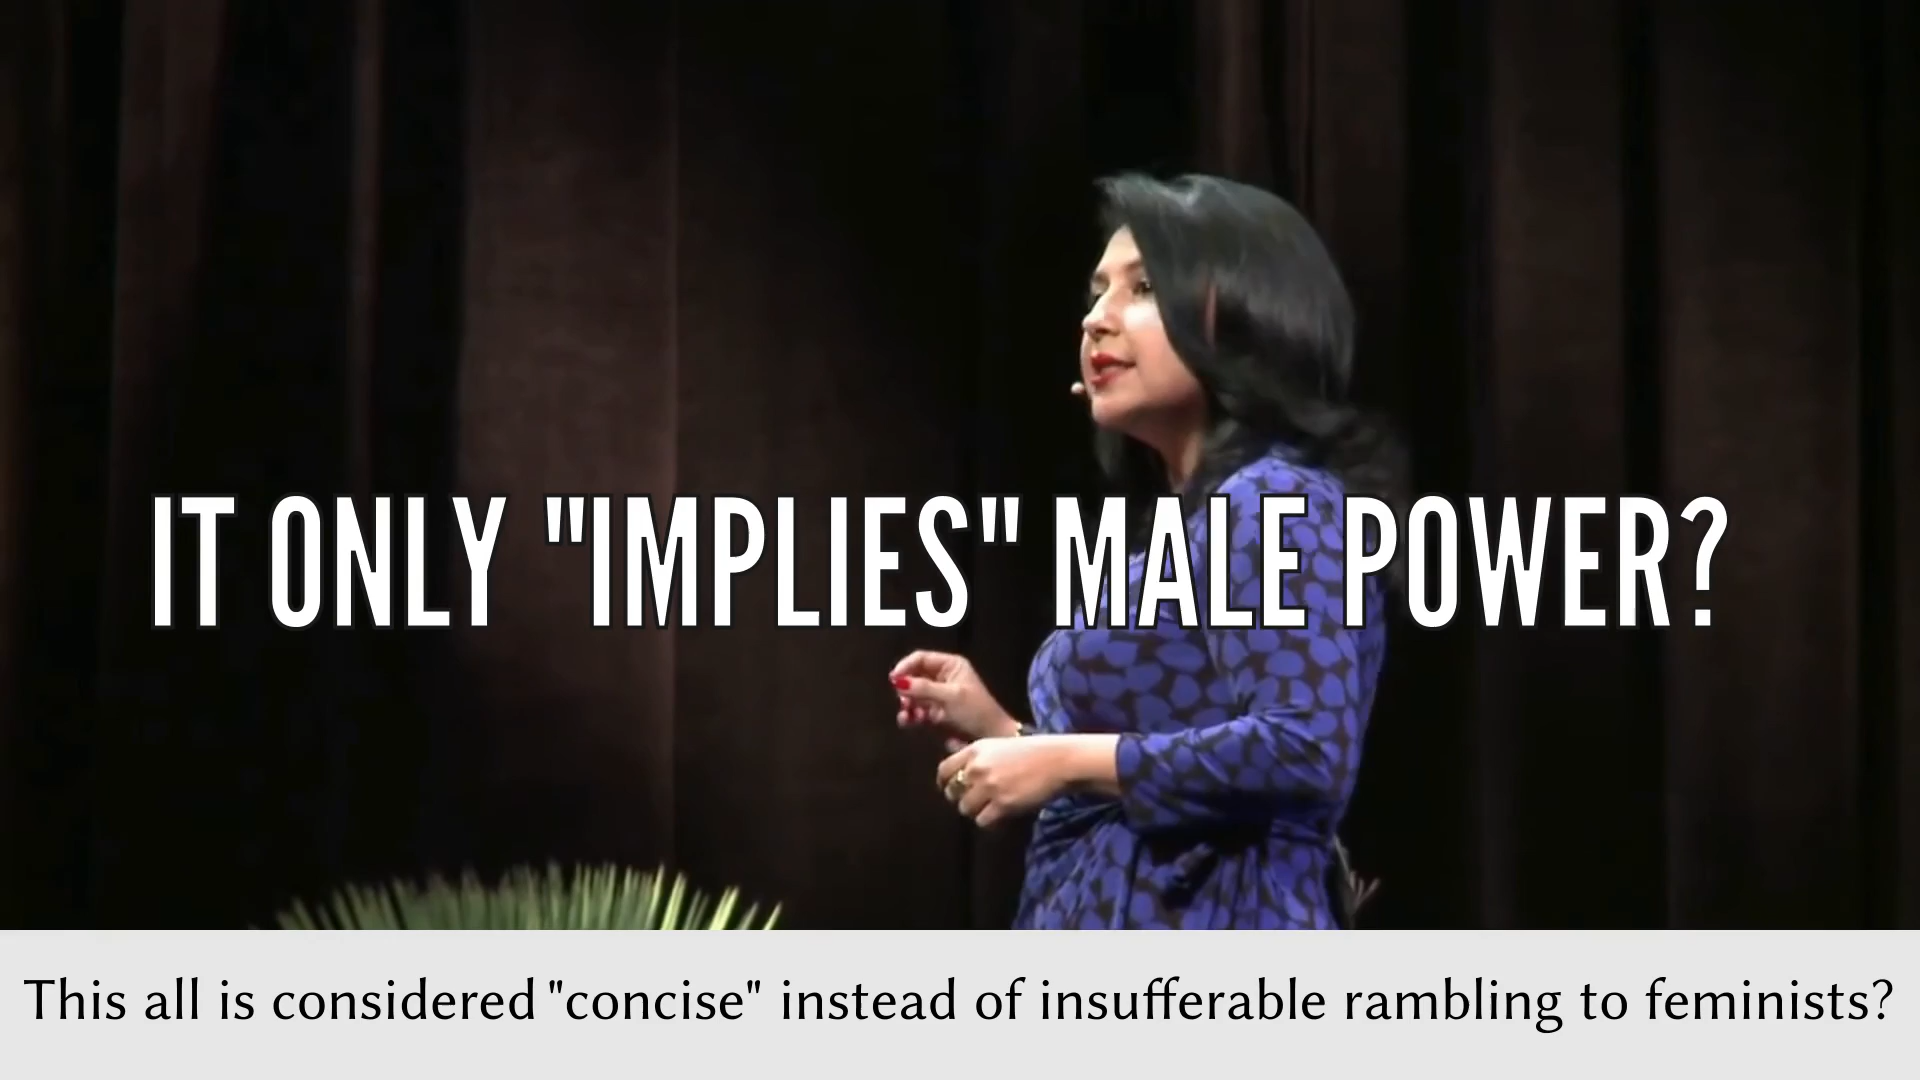 IT ONLY "IMPLIES" MALE POWER?
This all is considered "concise" instead of insufferable rambling to feminists?